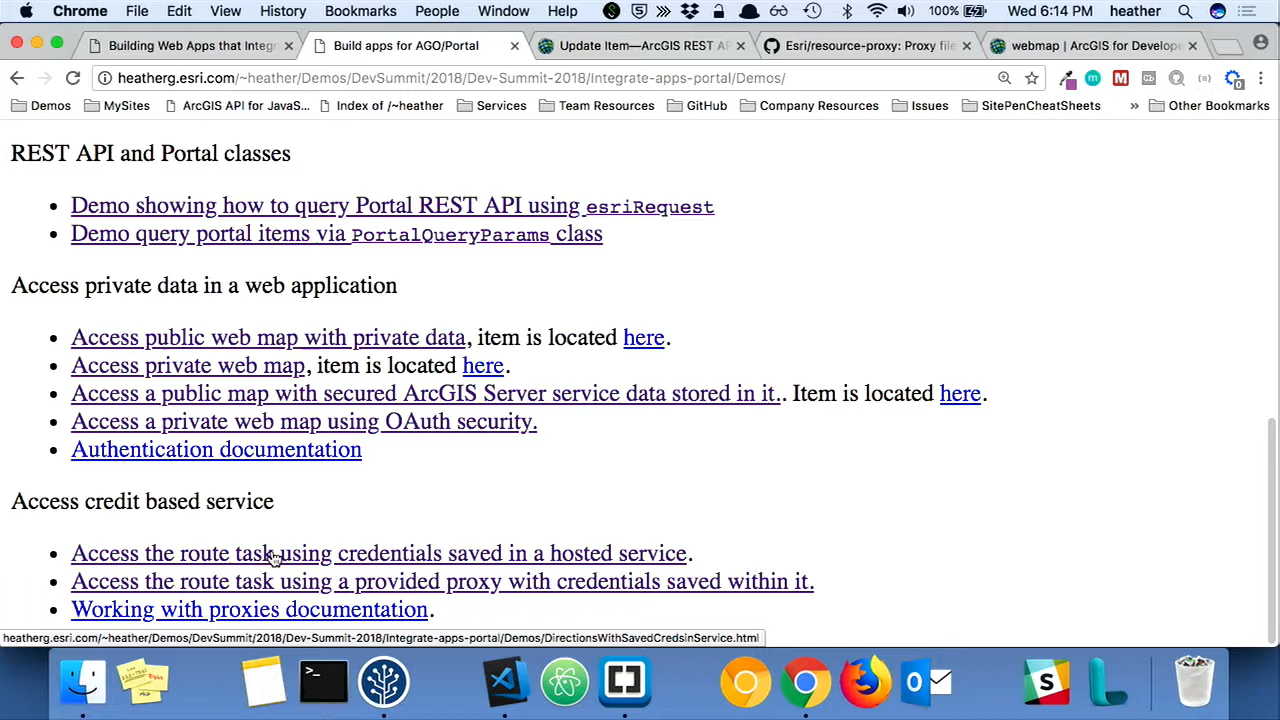 Chrome File Edit View History Bookmarks People Window Help 100% Wed 6:14 PM heather
Building Web Apps that Integ
Build apps for AGO/Portal
Update Item—ArcGIS REST AP
Esri/resource-proxy: Proxy file
webmap | ArcGIS for Develope
heatherg.esri.com/~heather/Demos/DevSummit/2018/Dev-Summit-2018/Integrate-apps-portal/Demos/
Demos MySites ArcGIS API for JavaS... Index of /~heather Services Team Resources GitHub Company Resources Issues SitePenCheatSheets » Other Bookmarks
REST API and Portal classes
• Demo showing how to query Portal REST API using esriRequest
• Demo query portal items via PortalQueryParams class
Access private data in a web application
• Access public web map with private data, item is located here.
• Access private web map, item is located here.
• Access a public map with secured ArcGIS Server service data stored in it.. Item is located here.
• Access a private web map using OAuth security.
• Authentication documentation
Access credit based service
• Access the route task using credentials saved in a hosted service.
• Access the route task using a provided proxy with credentials saved within it.
• Working with proxies documentation.
heatherg.esri.com/~heather/Demos/DevSummit/2018/Dev-Summit-2018/Integrate-apps-portal/Demos/DirectionsWithSavedCredsinService.html